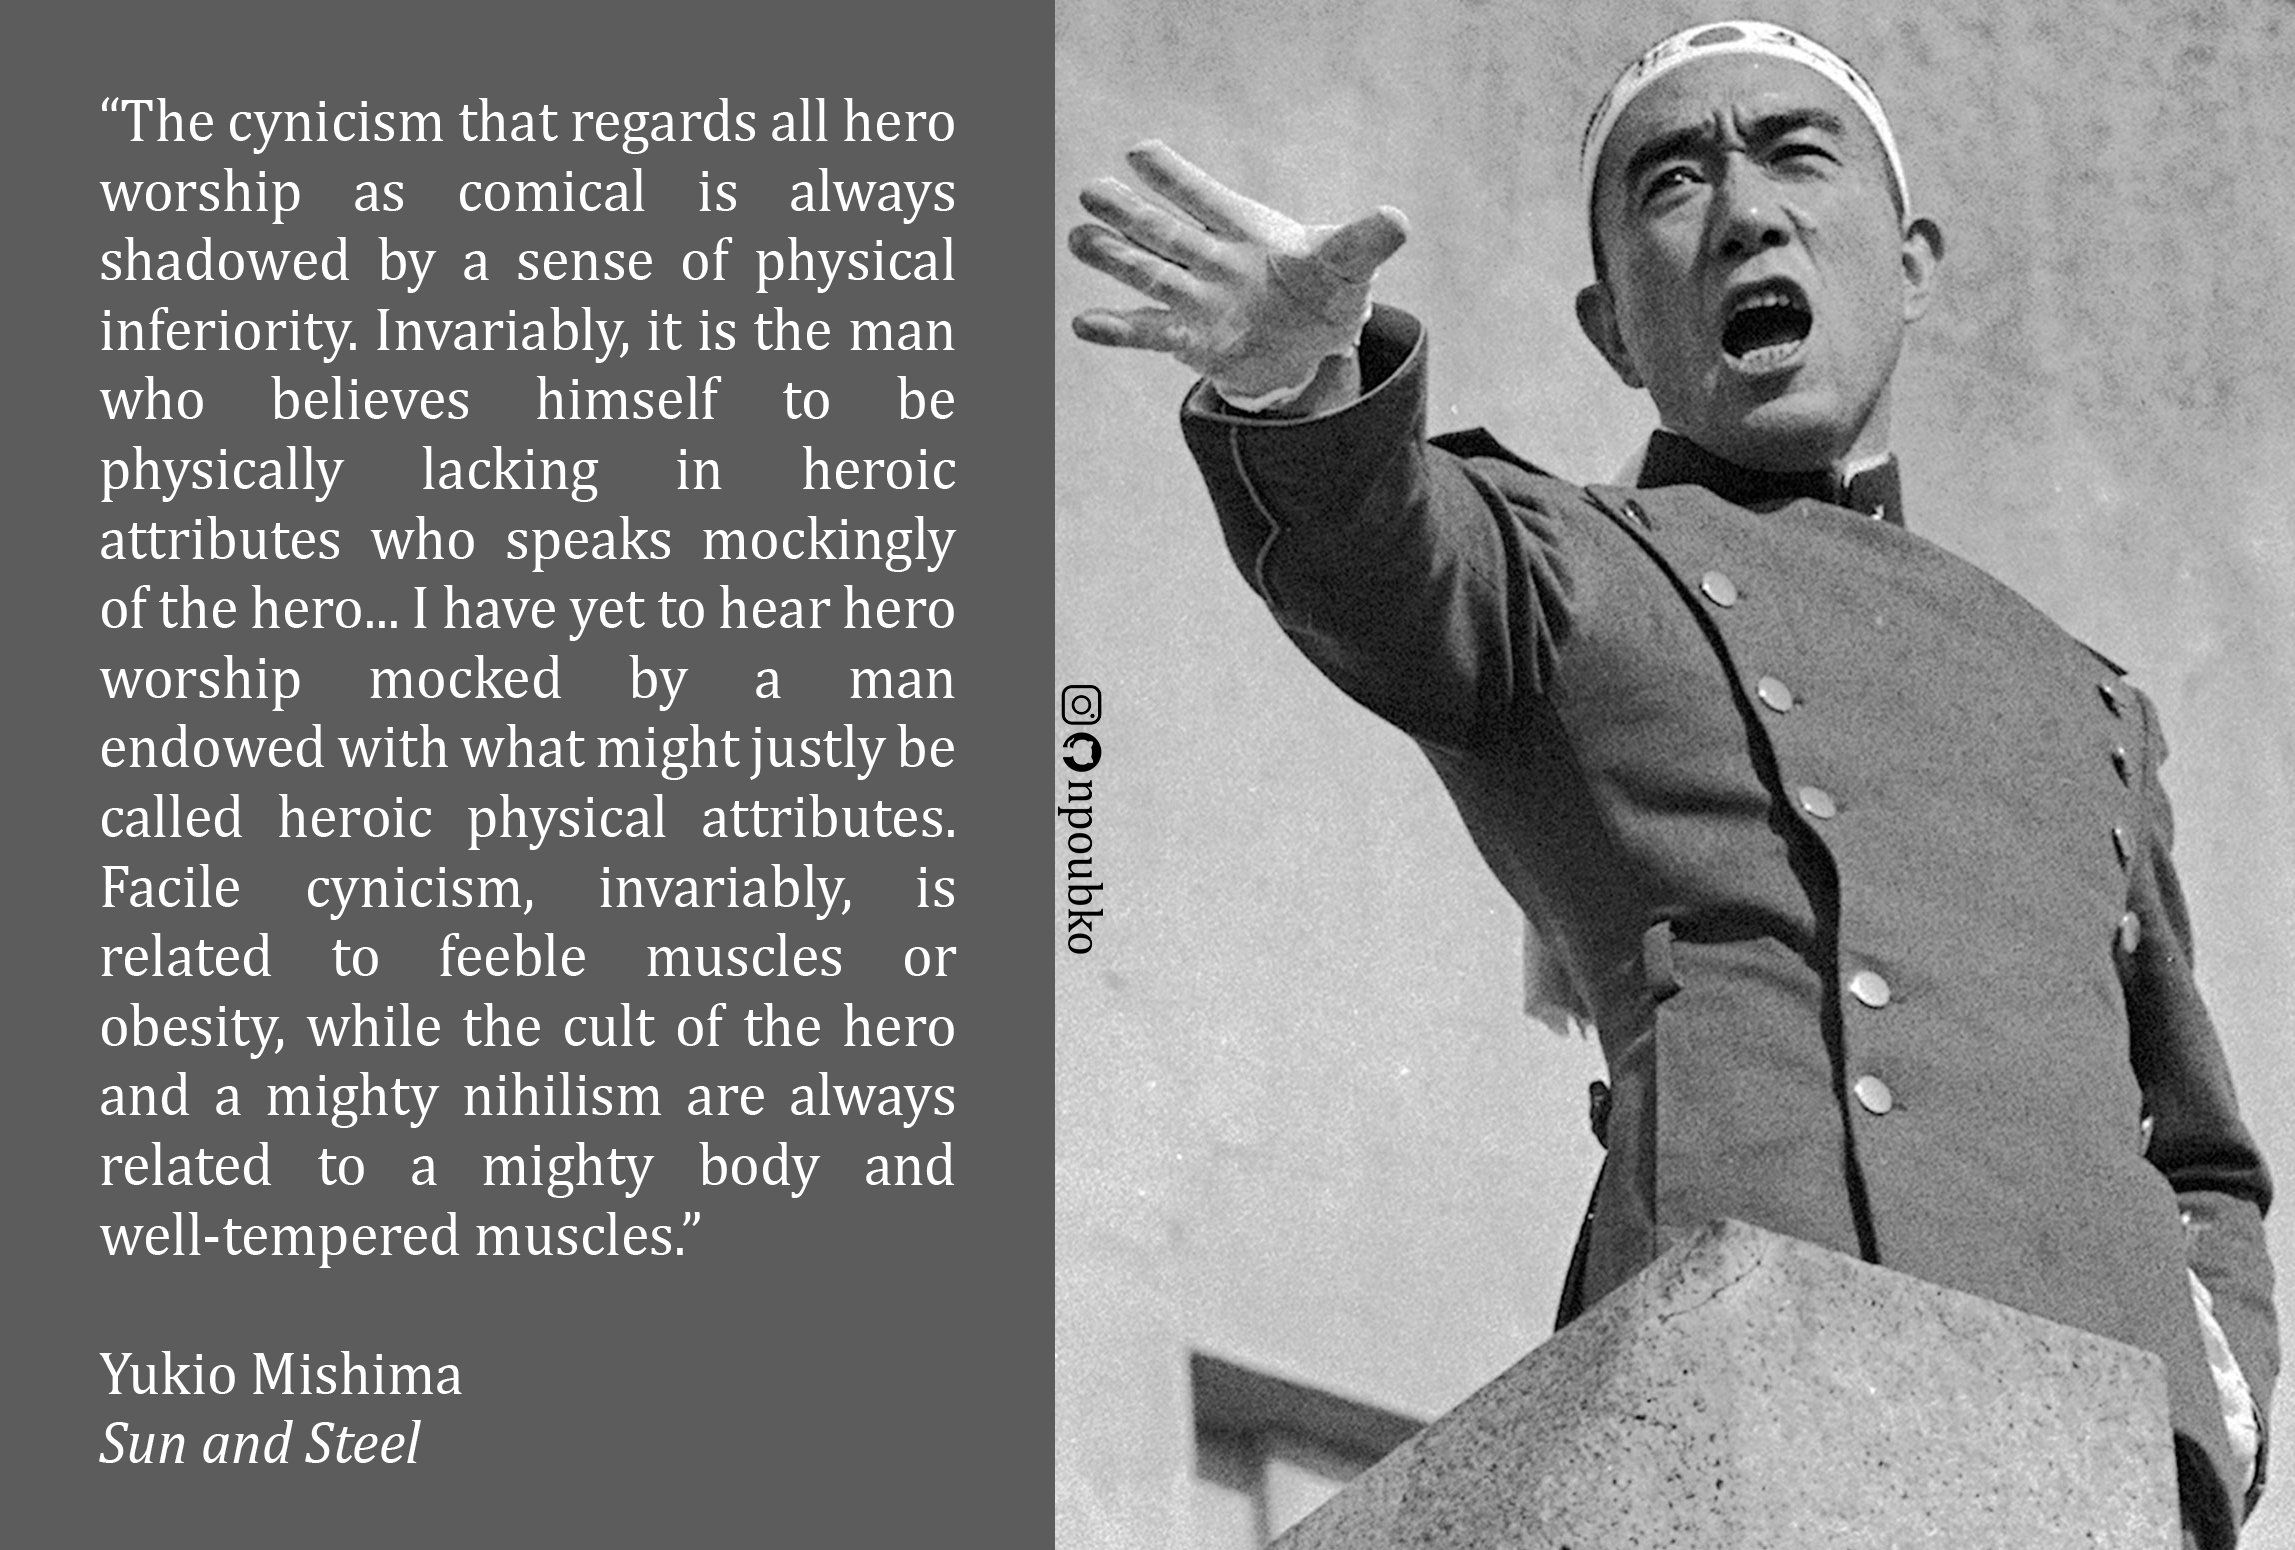 “The cynicism that regards all hero
worship as comical is always
shadowed by a sense of physical
inferiority. Invariably, it is the man
who believes himself to be
physically lacking in heroic
attributes who speaks mockingly
of the hero... I have yet to hear hero
worship mocked by a man
endowed with what might justly be
called heroic physical attributes.
Facile cynicism, invariably, is
related to feeble muscles or
obesity, while the cult of the hero
and a mighty nihilism are always
related to a mighty body and
well-tempered muscles.”
Yukio Mishima
Sun and Steel
npoubko